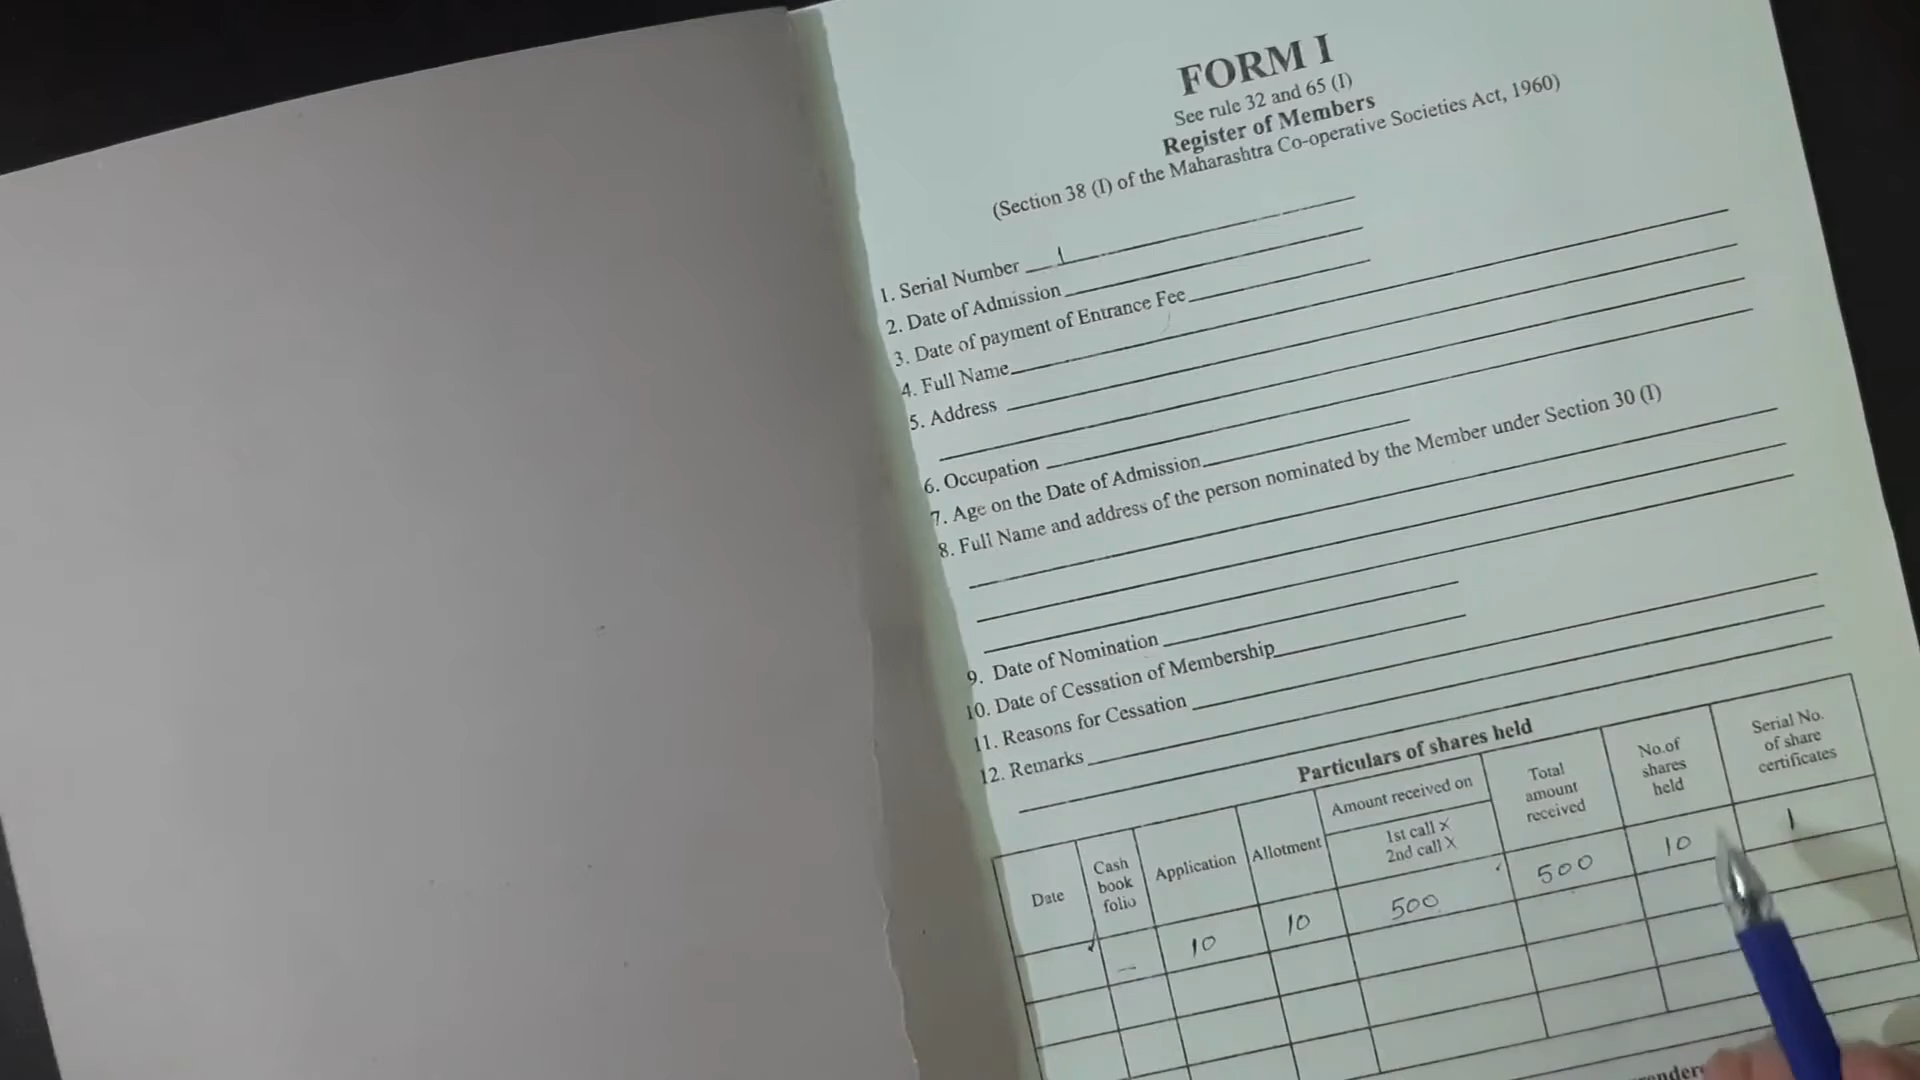 FORM I
See rule 32 and 65 (I)
Register of Members
(Section 38 (I) of the Maharashtra Co-operative Societies Act, 1960)
1. Serial Number 1
2. Date of Admission
3. Date of payment of Entrance Fee
4. Full Name
5. Address
6. Occupation
7. Age on the Date of Admission
8. Full Name and address of the person nominated by the Member under Section 30 (I)
9. Date of Nomination
10. Date of Cessation of Membership
11. Reasons for Cessation
12. Remarks
Particulars of shares held
Date
Cash book folio
Application
Allotment
Amount received on
1st call X
2nd call X
Total amount received
No.of shares held
Serial No. of share certificates
– 10 10 500 500 10 1